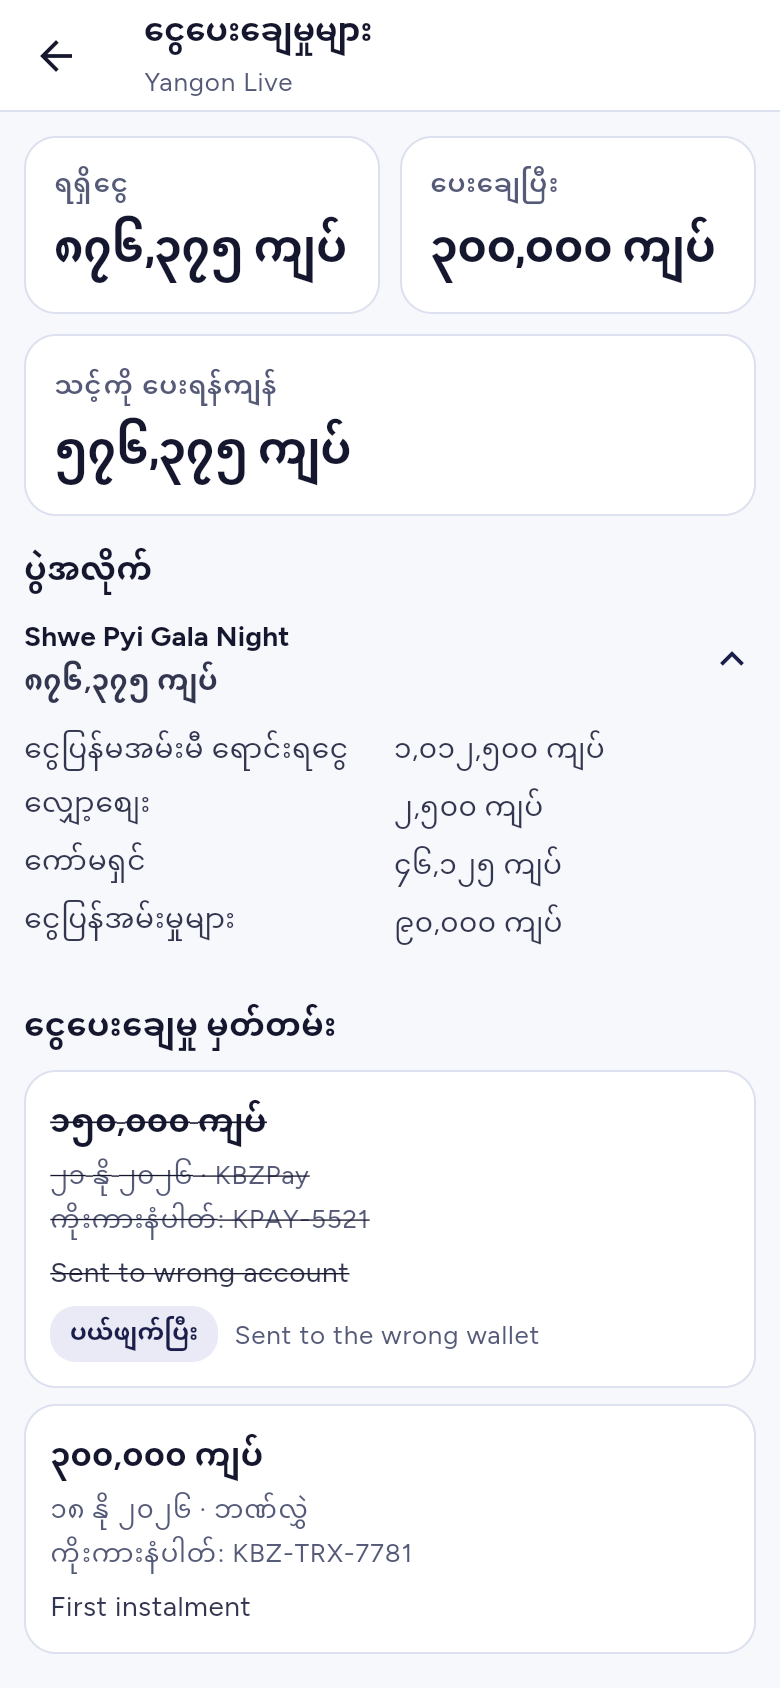 ငွေပေးချေမှုများ
Yangon Live
ရရှိငွေ
၈၇၆,၃၇၅ ကျပ်
ပေးချေပြီး
၃၀၀,၀၀၀ ကျပ်
သင့်ကို ပေးရန်ကျန်
၅၇၆,၃၇၅ ကျပ်
ပွဲအလိုက်
Shwe Pyi Gala Night
၈၇၆,၃၇၅ ကျပ်
ငွေပြန်မအမ်းမီ ရောင်းရငွေ ၁,၀၁၂,၅၀၀ ကျပ်
လျှော့ဈေး ၂,၅၀၀ ကျပ်
ကော်မရှင် ၄၆,၁၂၅ ကျပ်
ငွေပြန်အမ်းမှုများ ၉၀,၀၀၀ ကျပ်
ငွေပေးချေမှု မှတ်တမ်း
၁၅၀,၀၀၀ ကျပ်
၂၁ နို ၂၀၂၆ · KBZPay
ကိုးကားနံပါတ်: KPAY-5521
Sent to wrong account
ပယ်ဖျက်ပြီး Sent to the wrong wallet
၃၀၀,၀၀၀ ကျပ်
၁၈ နို ၂၀၂၆ · ဘဏ်လွှဲ
ကိုးကားနံပါတ်: KBZ-TRX-7781
First instalment